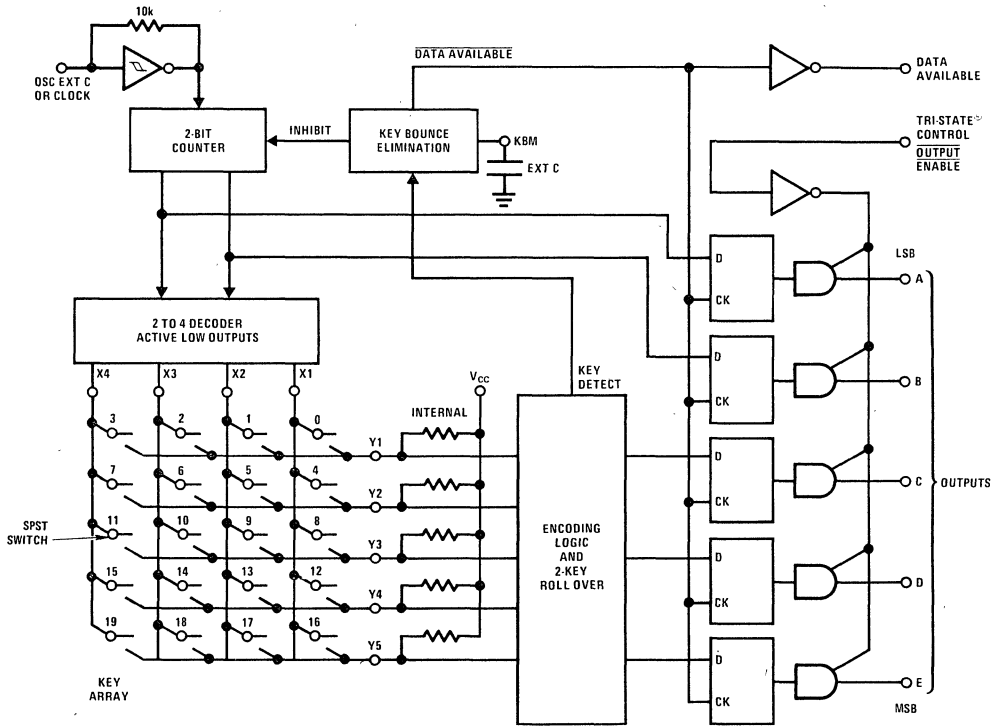 10k
OSC EXT C
OR CLOCK
2-BIT
COUNTER
INHIBIT
DATA AVAILABLE
KEY BOUNCE
ELIMINATION
KBM
EXT C
DATA
AVAILABLE
TRI-STATE®
CONTROL
OUTPUT
ENABLE
2 TO 4 DECODER
ACTIVE LOW OUTPUTS
X4 X3 X2 X1
VCC
KEY
DETECT
INTERNAL
3 2 1 0 Y1
7 6 5 4 Y2
11 10 9 8 Y3
15 14 13 12 Y4
19 18 17 16 Y5
SPST
SWITCH
KEY
ARRAY
ENCODING
LOGIC
AND
2-KEY
ROLL OVER
D
CK
LSB
A
D
CK
B
D
CK
C
OUTPUTS
D
CK
D
D
CK
E
MSB